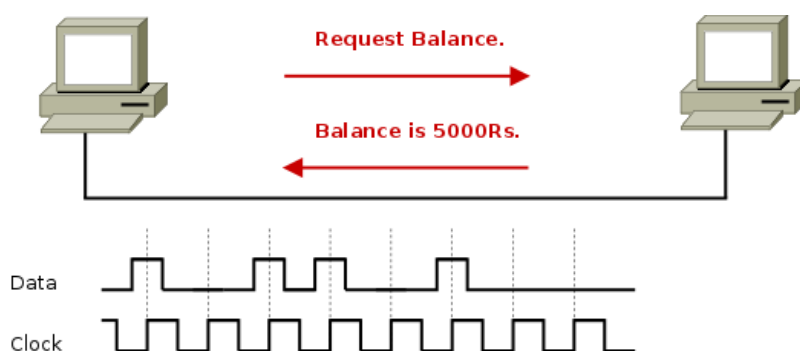 Request Balance.
Balance is 5000Rs.
Data
Clock